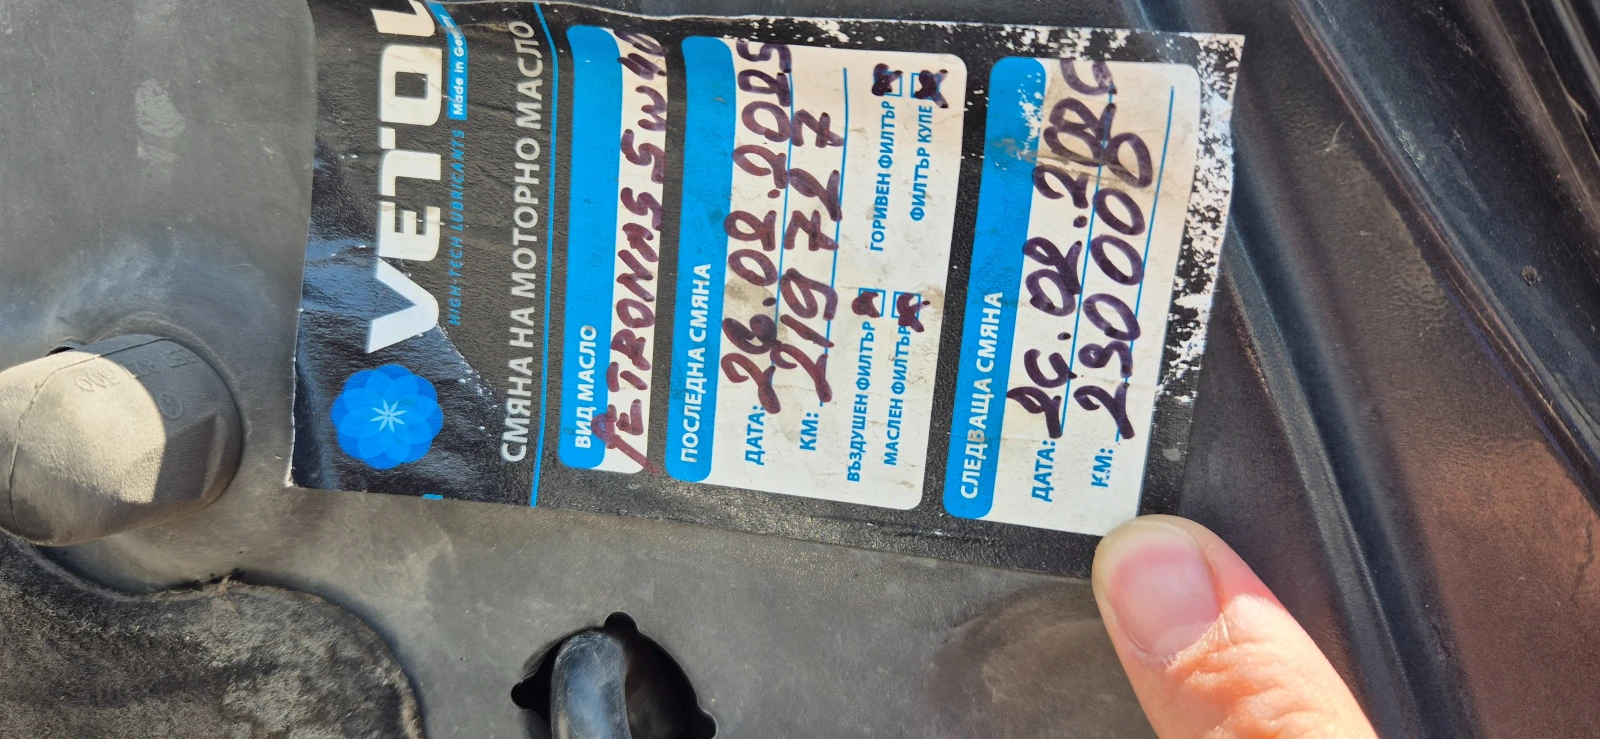 VETOL
HIGH-TECH LUBRICANTS Made in Germany
СМЯНА НА МОТОРНО МАСЛО
ВИД МАСЛО
PETRONAS 5W40
ПОСЛЕДНА СМЯНА
ДАТА: 26.02.2025
КМ: 219727
ВЪЗДУШЕН ФИЛТЪР ГОРИВЕН ФИЛТЪР
МАСЛЕН ФИЛТЪР ФИЛТЪР КУПЕ
СЛЕДВАЩА СМЯНА
ДАТА: 26.02.2026
КМ: 230000